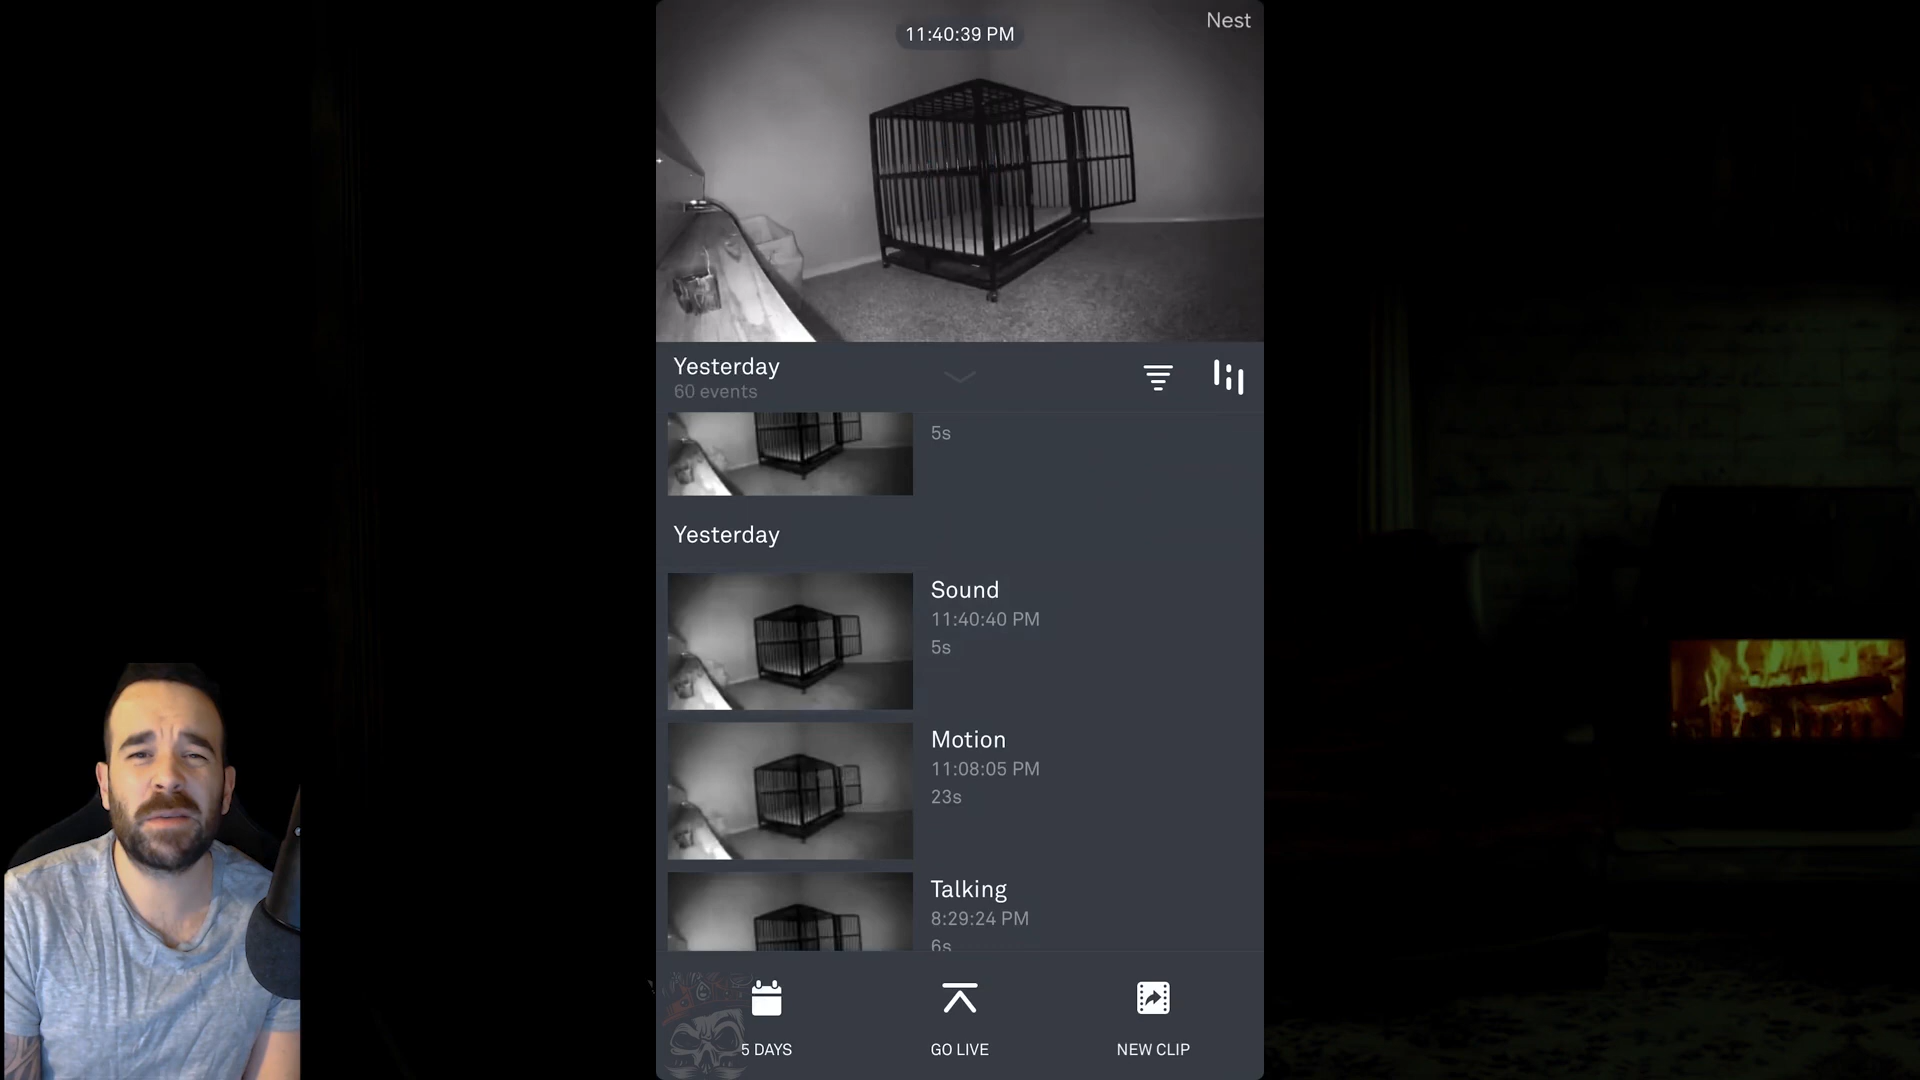 Nest
11:40:39 PM
Yesterday
60 events
5s
Yesterday
Sound
11:40:40 PM
5s
Motion
11:08:05 PM
23s
Talking
8:29:24 PM
6s
5 DAYS
GO LIVE
NEW CLIP